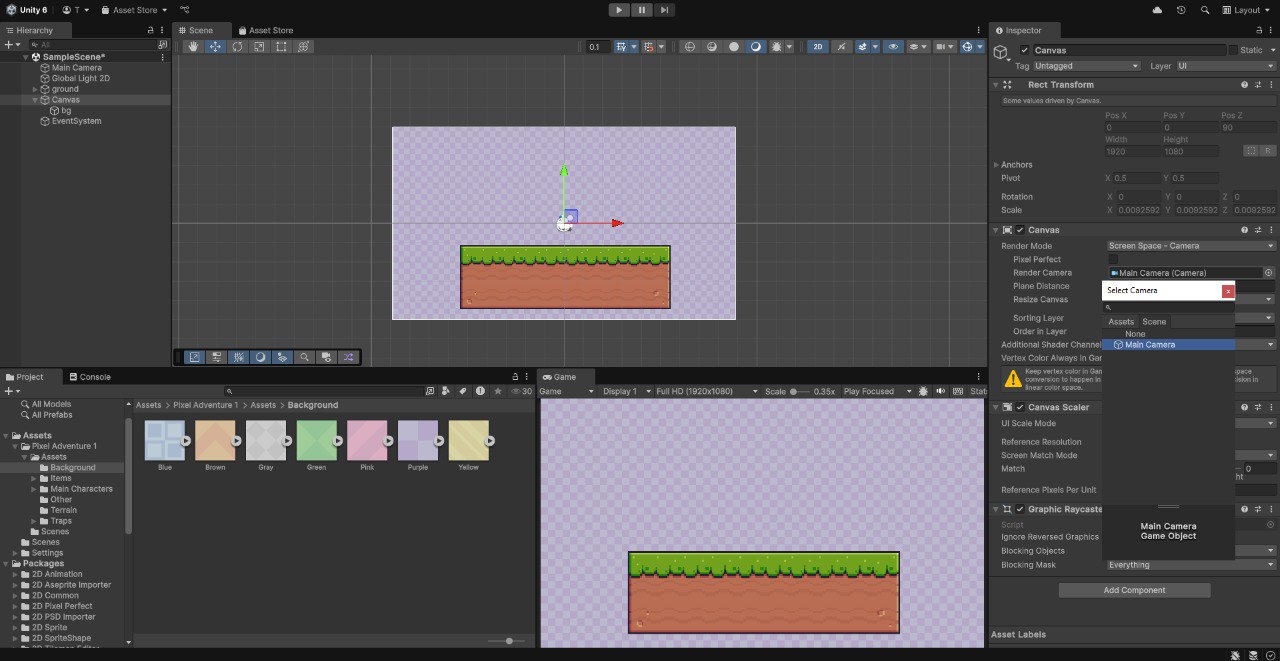 Unity 6 T Asset Store Layout
Hierarchy
All
SampleScene*
Main Camera
Global Light 2D
ground
Canvas
bg
EventSystem
Scene Asset Store
0.1 2D
Project Console
30
All Models
All Prefabs
Assets
Pixel Adventure 1
Assets
Background
Items
Main Characters
Other
Terrain
Traps
Scenes
Scenes
Settings
Packages
2D Animation
2D Aseprite Importer
2D Common
2D Pixel Perfect
2D PSD Importer
2D Sprite
2D SpriteShape
Assets > Pixel Adventure 1 > Assets > Background
Blue Brown Gray Green Pink Purple Yellow
Game
Game Display 1 Full HD (1920x1080) Scale 0.35x Play Focused Stat
Inspector
Canvas Static
Tag Untagged Layer UI
Rect Transform
Some values driven by Canvas.
Pos X Pos Y Pos Z
0 0 90
Width Height
1920 1080 R
Anchors
Pivot X 0.5 Y 0.5
Rotation X 0 Y 0 Z 0
Scale X 0.0092592 Y 0.0092592 Z 0.0092592
Canvas
Render Mode Screen Space - Camera
Pixel Perfect
Render Camera Main Camera (Camera)
Plane Distance
Resize Canvas
Sorting Layer
Order in Layer
Additional Shader Channel
Vertex Color Always In Gam
Keep vertex color in Gam
conversion to happen in
linear color space.
space
ision in
Select Camera x
Assets Scene
None
Main Camera
Canvas Scaler
UI Scale Mode
Reference Resolution
Screen Match Mode
Match 0
ht
Reference Pixels Per Unit
Graphic Raycaste
Script
Ignore Reversed Graphics
Blocking Objects
Blocking Mask Everything
Main Camera
Game Object
Add Component
Asset Labels